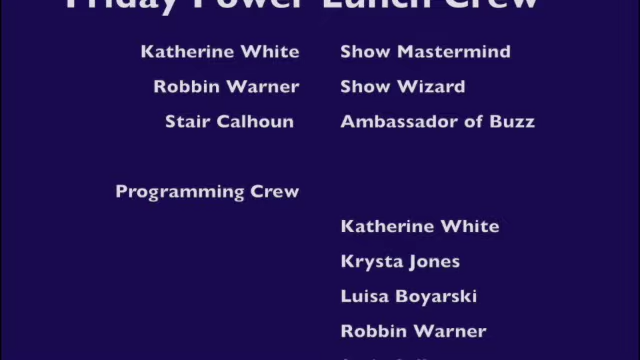 Friday Power Lunch Crew
Katherine White Show Mastermind
Robbin Warner Show Wizard
Stair Calhoun Ambassador of Buzz
Programming Crew
Katherine White
Krysta Jones
Luisa Boyarski
Robbin Warner